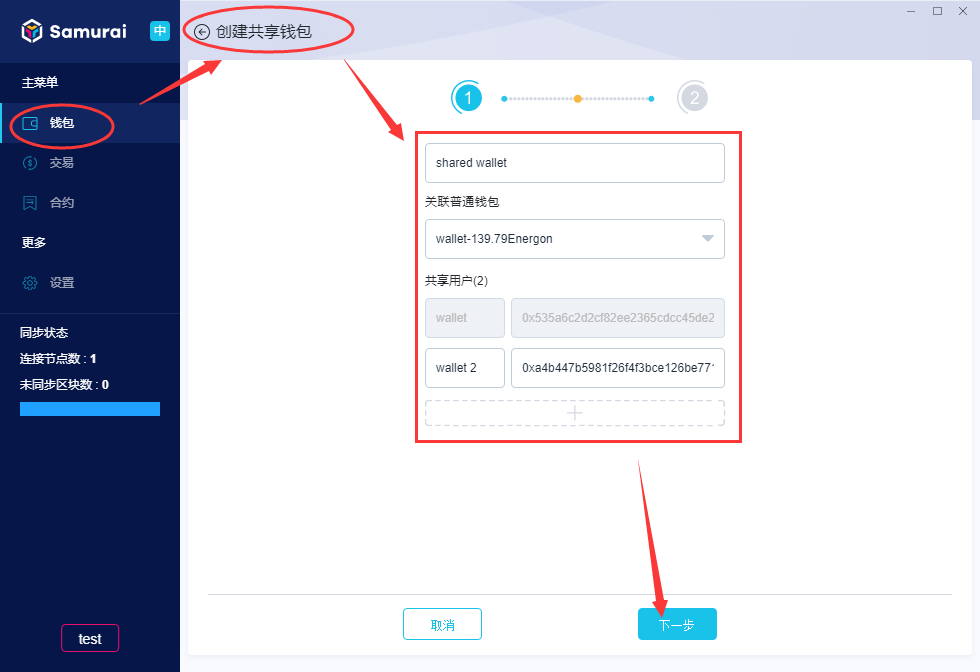 Samurai
中
主菜单
钱包
交易
合约
更多
设置
同步状态
连接节点数 : 1
未同步区块数 : 0
test
创建共享钱包
1
2
shared wallet
关联普通钱包
wallet-139.79Energon
共享用户(2)
wallet
0x535a6c2d2cf82ee2365cdcc45de2
wallet 2
0xa4b447b5981f26f4f3bce126be771
取消
下一步